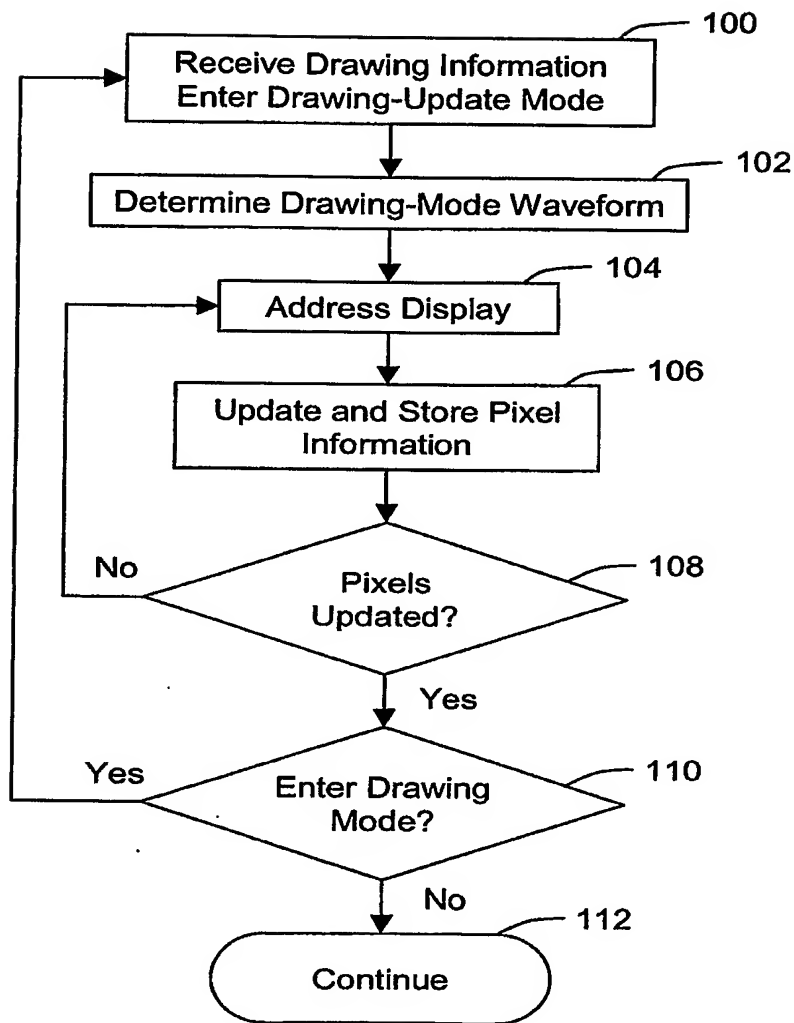 100
Receive Drawing Information
Enter Drawing-Update Mode
102
Determine Drawing-Mode Waveform
104
Address Display
106
Update and Store Pixel
Information
108
Pixels
Updated?
No
Yes
110
Enter Drawing
Mode?
Yes
No
112
Continue